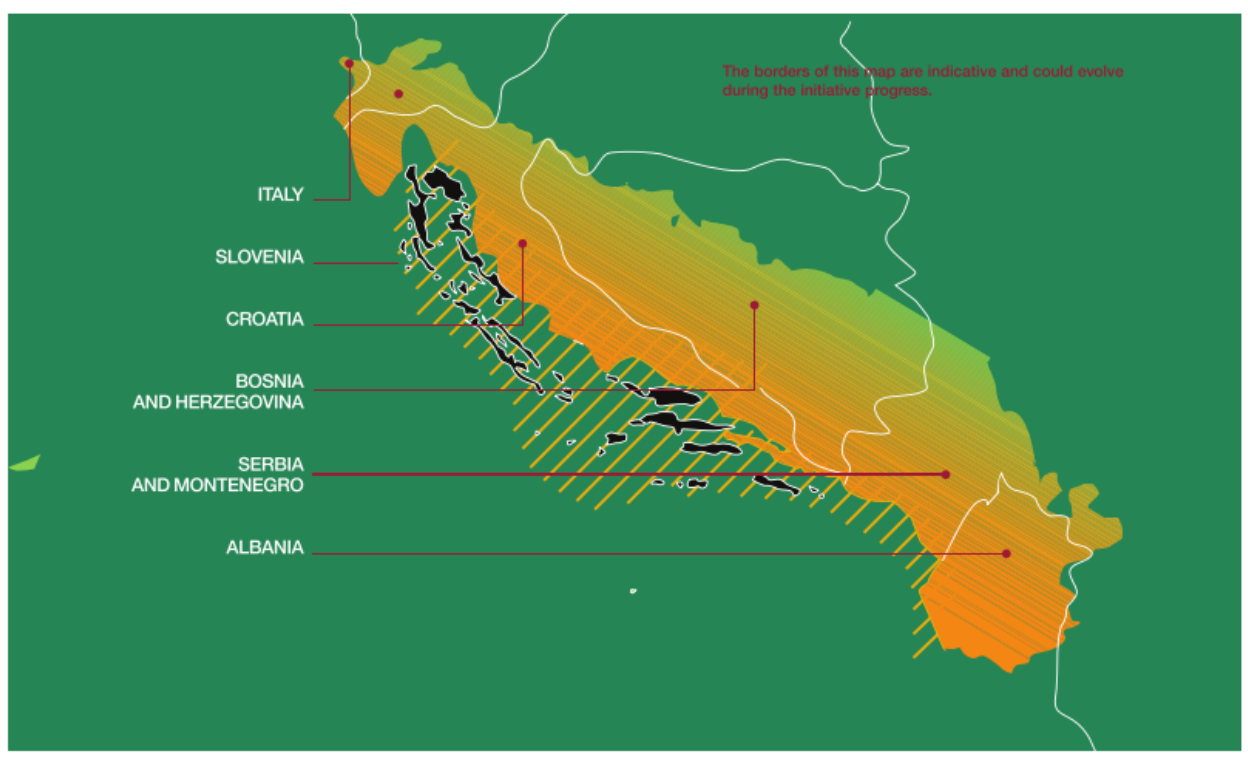 The borders of this map are indicative and could evolve
during the initiative progress.
ITALY
SLOVENIA
CROATIA
BOSNIA
AND HERZEGOVINA
SERBIA
AND MONTENEGRO
ALBANIA